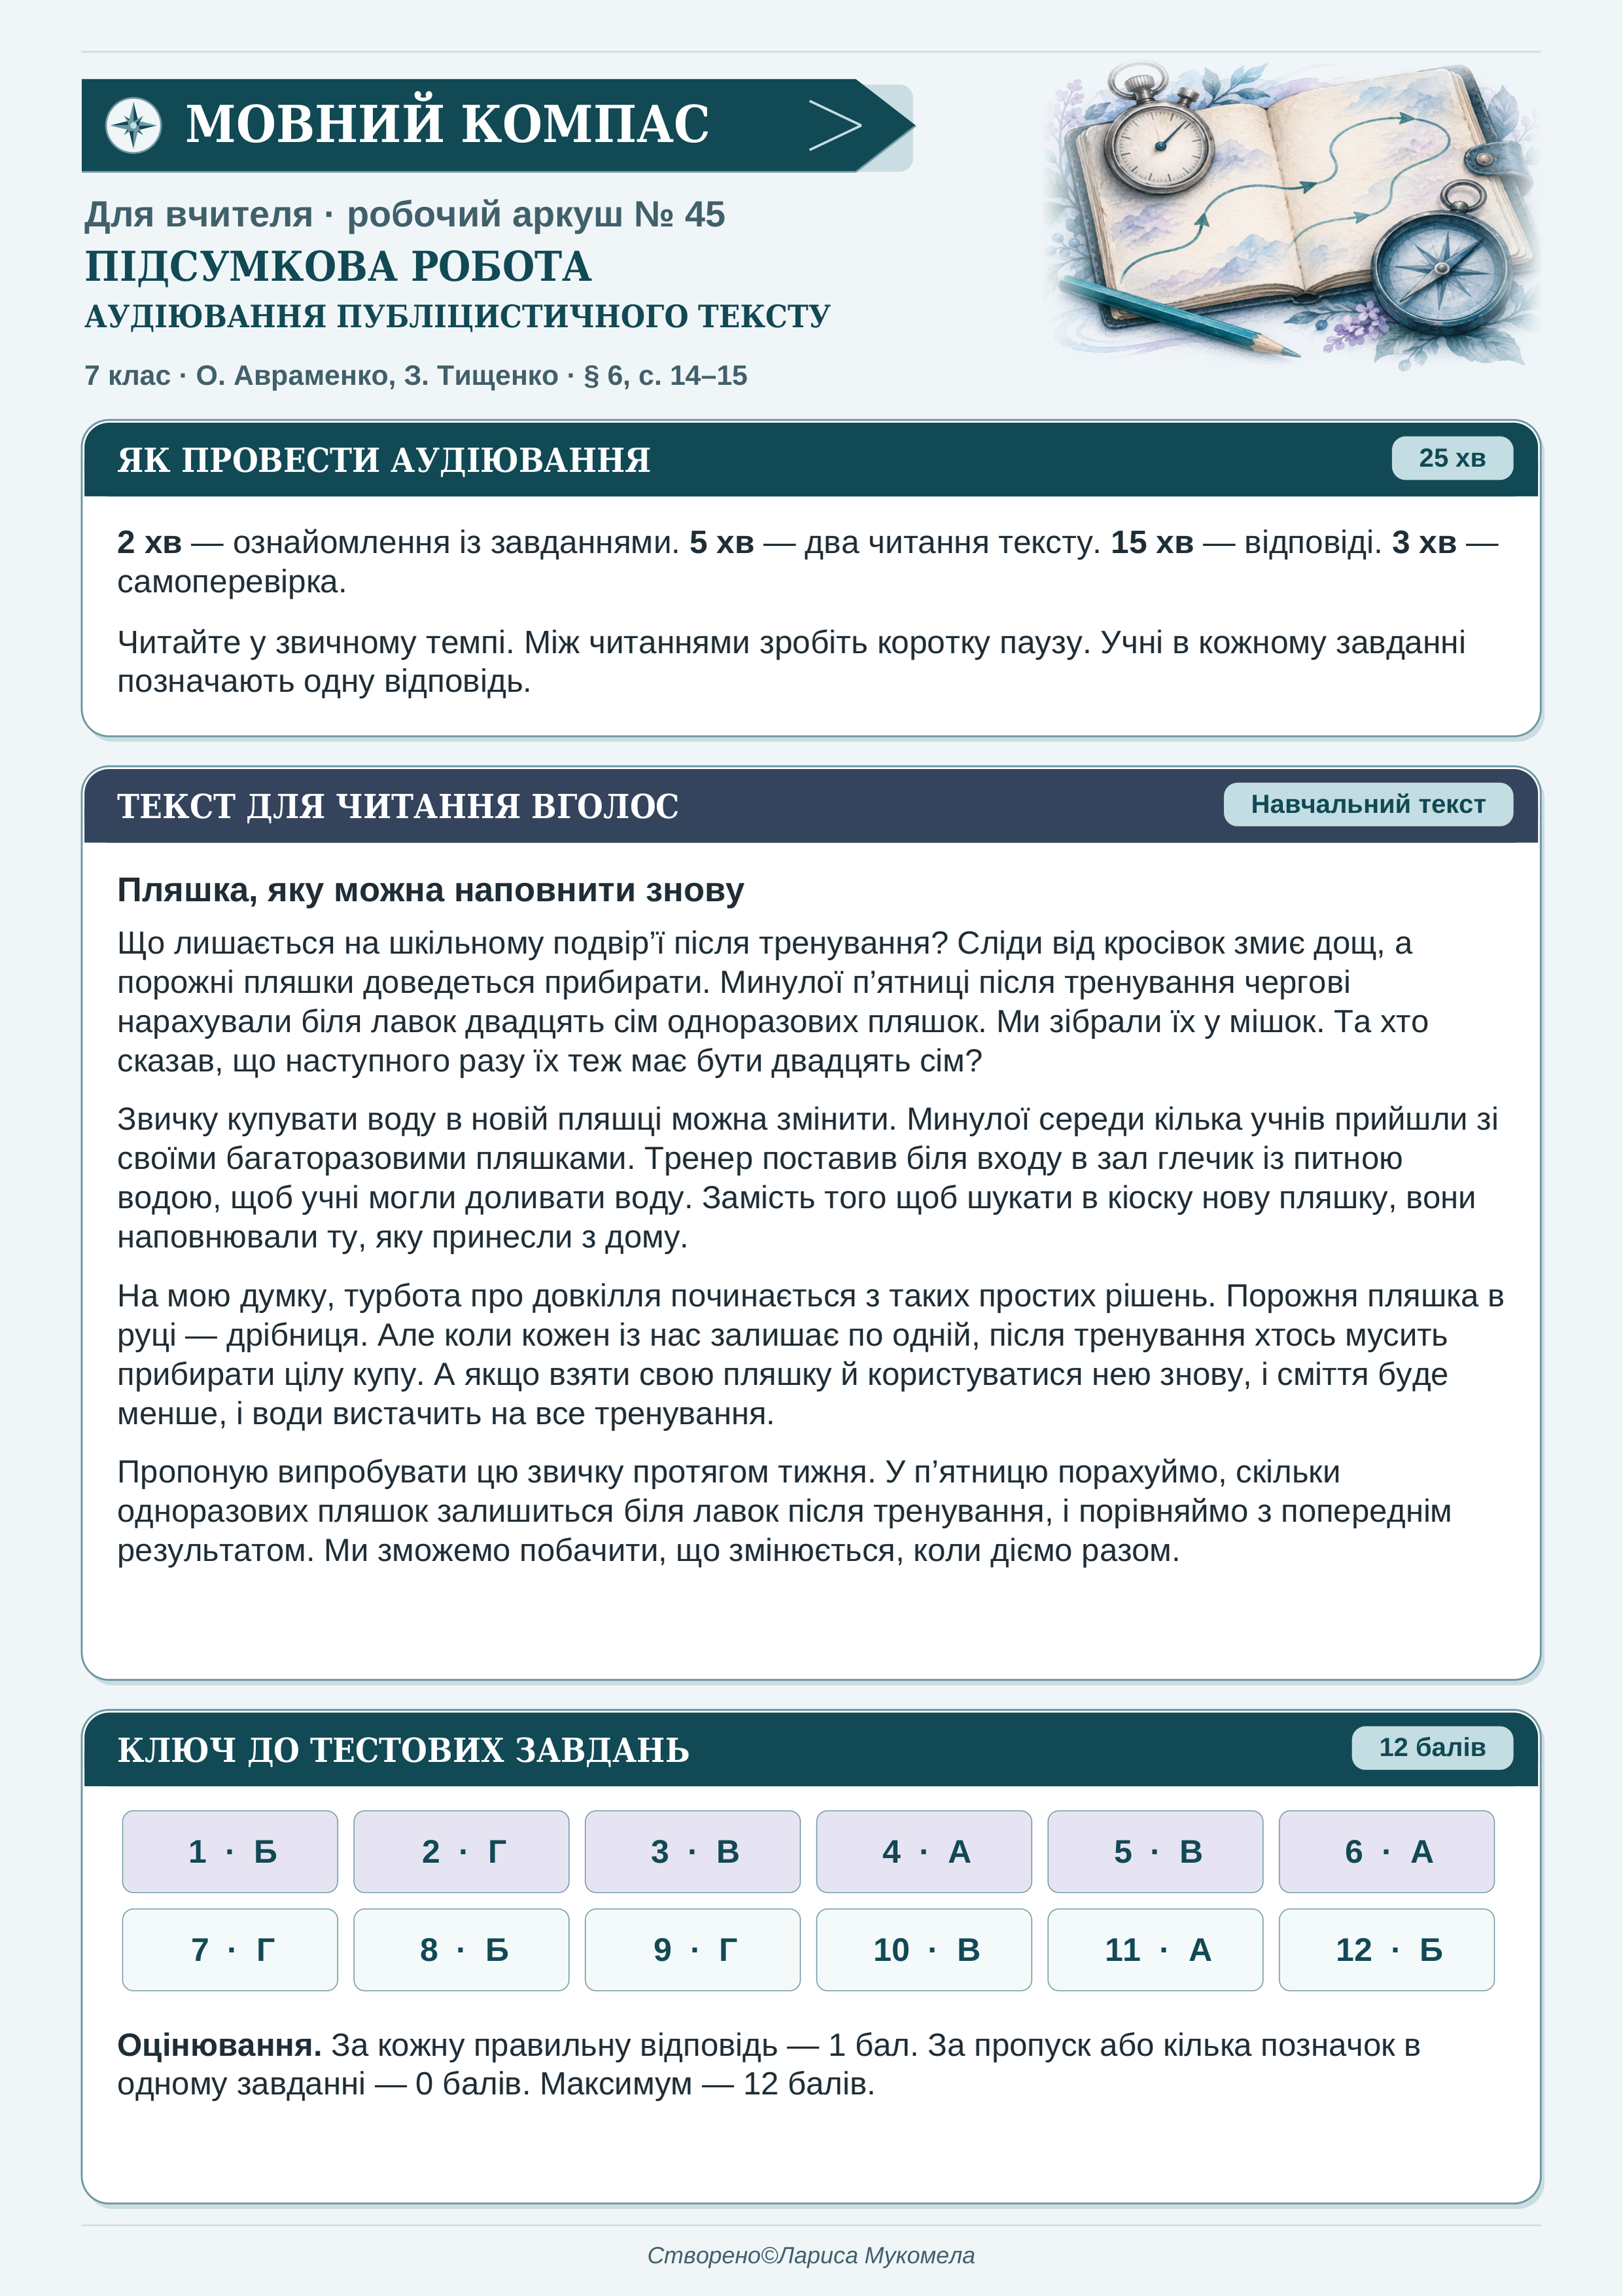 МОВНИЙ КОМПАС
Для вчителя · робочий аркуш № 45
ПІДСУМКОВА РОБОТА
АУДІЮВАННЯ ПУБЛІЦИСТИЧНОГО ТЕКСТУ
7 клас · О. Авраменко, З. Тищенко · § 6, с. 14–15
ЯК ПРОВЕСТИ АУДІЮВАННЯ
25 хв
2 хв — ознайомлення із завданнями. 5 хв — два читання тексту. 15 хв — відповіді. 3 хв —
самоперевірка.
Читайте у звичному темпі. Між читаннями зробіть коротку паузу. Учні в кожному завданні
позначають одну відповідь.
ТЕКСТ ДЛЯ ЧИТАННЯ ВГОЛОС
Навчальний текст
Пляшка, яку можна наповнити знову
Що лишається на шкільному подвір’ї після тренування? Сліди від кросівок змиє дощ, а
порожні пляшки доведеться прибирати. Минулої п’ятниці після тренування чергові
нарахували біля лавок двадцять сім одноразових пляшок. Ми зібрали їх у мішок. Та хто
сказав, що наступного разу їх теж має бути двадцять сім?
Звичку купувати воду в новій пляшці можна змінити. Минулої середи кілька учнів прийшли зі
своїми багаторазовими пляшками. Тренер поставив біля входу в зал глечик із питною
водою, щоб учні могли доливати воду. Замість того щоб шукати в кіоску нову пляшку, вони
наповнювали ту, яку принесли з дому.
На мою думку, турбота про довкілля починається з таких простих рішень. Порожня пляшка в
руці — дрібниця. Але коли кожен із нас залишає по одній, після тренування хтось мусить
прибирати цілу купу. А якщо взяти свою пляшку й користуватися нею знову, і сміття буде
менше, і води вистачить на все тренування.
Пропоную випробувати цю звичку протягом тижня. У п’ятницю порахуймо, скільки
одноразових пляшок залишиться біля лавок після тренування, і порівняймо з попереднім
результатом. Ми зможемо побачити, що змінюється, коли діємо разом.
КЛЮЧ ДО ТЕСТОВИХ ЗАВДАНЬ
12 балів
1 · Б 2 · Г 3 · В 4 · А 5 · В 6 · А
7 · Г 8 · Б 9 · Г 10 · В 11 · А 12 · Б
Оцінювання. За кожну правильну відповідь — 1 бал. За пропуск або кілька позначок в
одному завданні — 0 балів. Максимум — 12 балів.
Створено©Лариса Мукомела